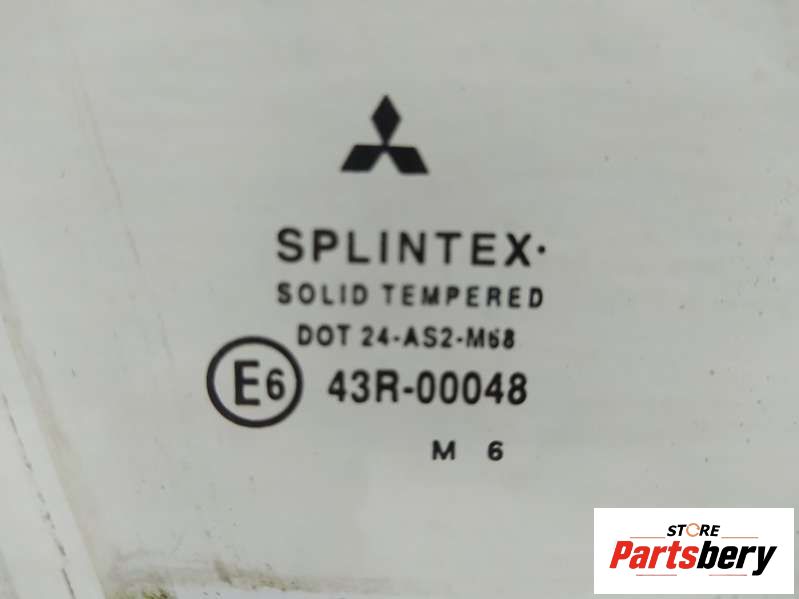 SPLINTEX·
SOLID TEMPERED
DOT 24-AS2-M68
E6 43R-00048
M 6
STORE
Partsbery